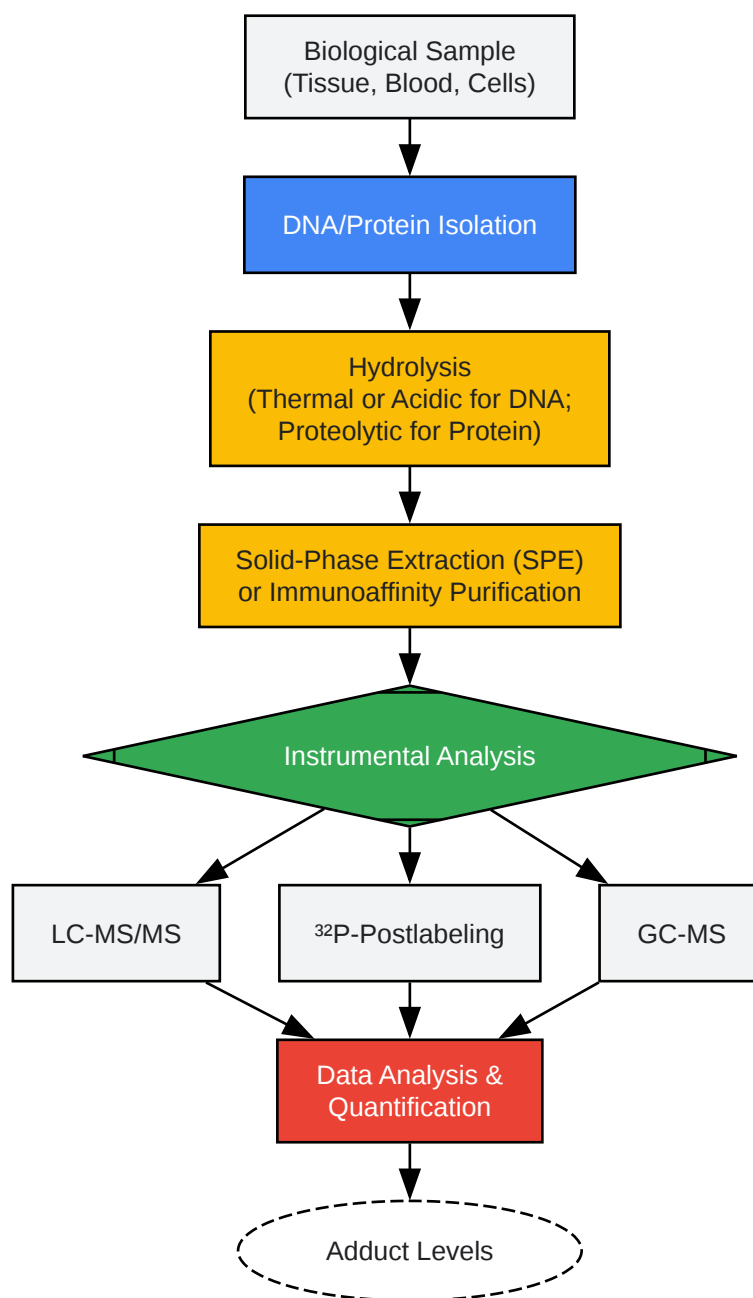 Biological Sample
(Tissue, Blood, Cells)
DNA/Protein Isolation
Hydrolysis
(Thermal or Acidic for DNA;
Proteolytic for Protein)
Solid-Phase Extraction (SPE)
or Immunoaffinity Purification
Instrumental Analysis
LC-MS/MS
³²P-Postlabeling
GC-MS
Data Analysis &
Quantification
Adduct Levels